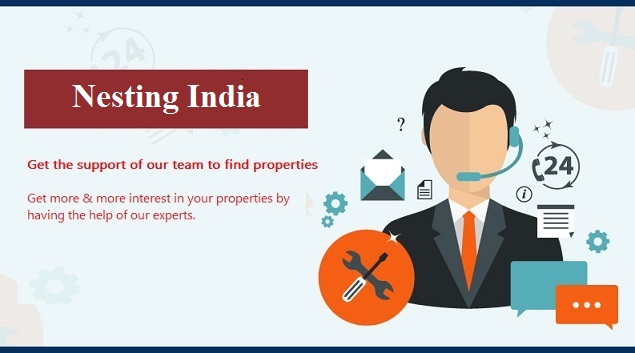 Nesting India
Get the support of our team to find properties
Get more & more interest in your properties by
having the help of our experts.
?
24
i
24